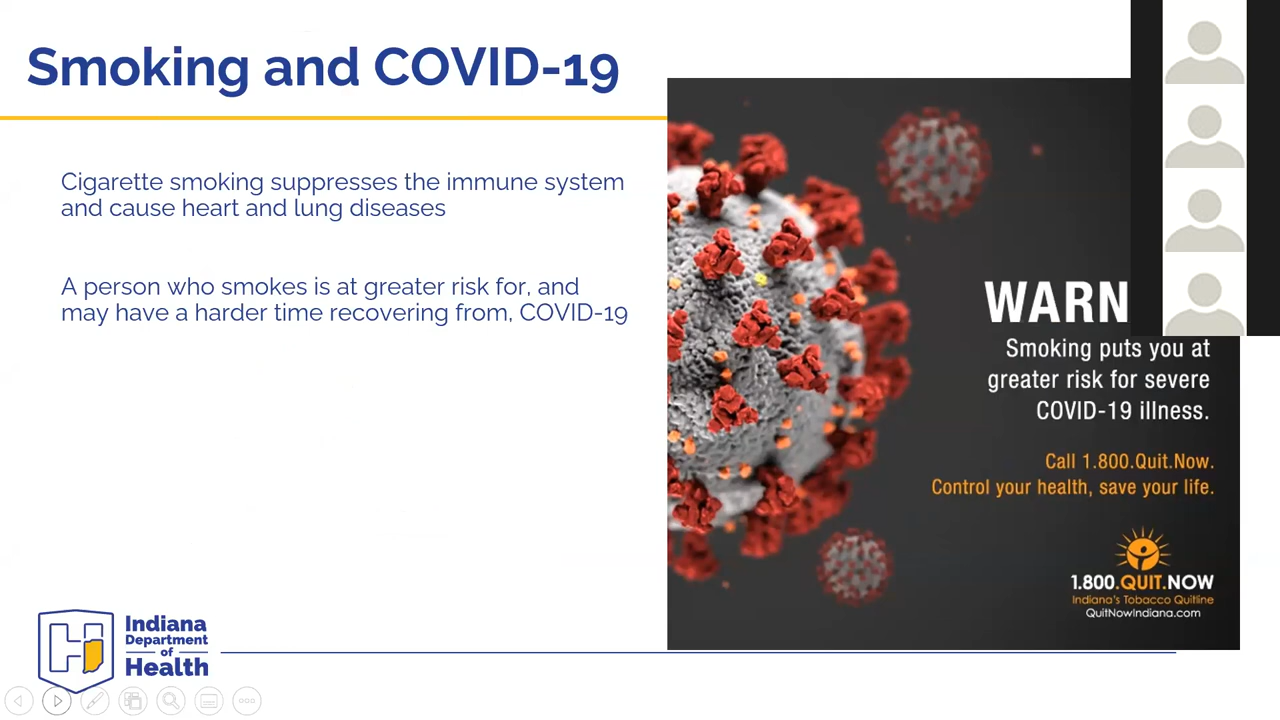 Smoking and COVID-19
Cigarette smoking suppresses the immune system
and cause heart and lung diseases
A person who smokes is at greater risk for, and
may have a harder time recovering from, COVID-19
WARN
Smoking puts you at
greater risk for severe
COVID-19 illness.
Call 1.800.Quit.Now.
Control your health, save your life.
1.800.QUIT.NOW
Indiana's Tobacco Quitline
QuitNowIndiana.com
Indiana
Department
of
Health